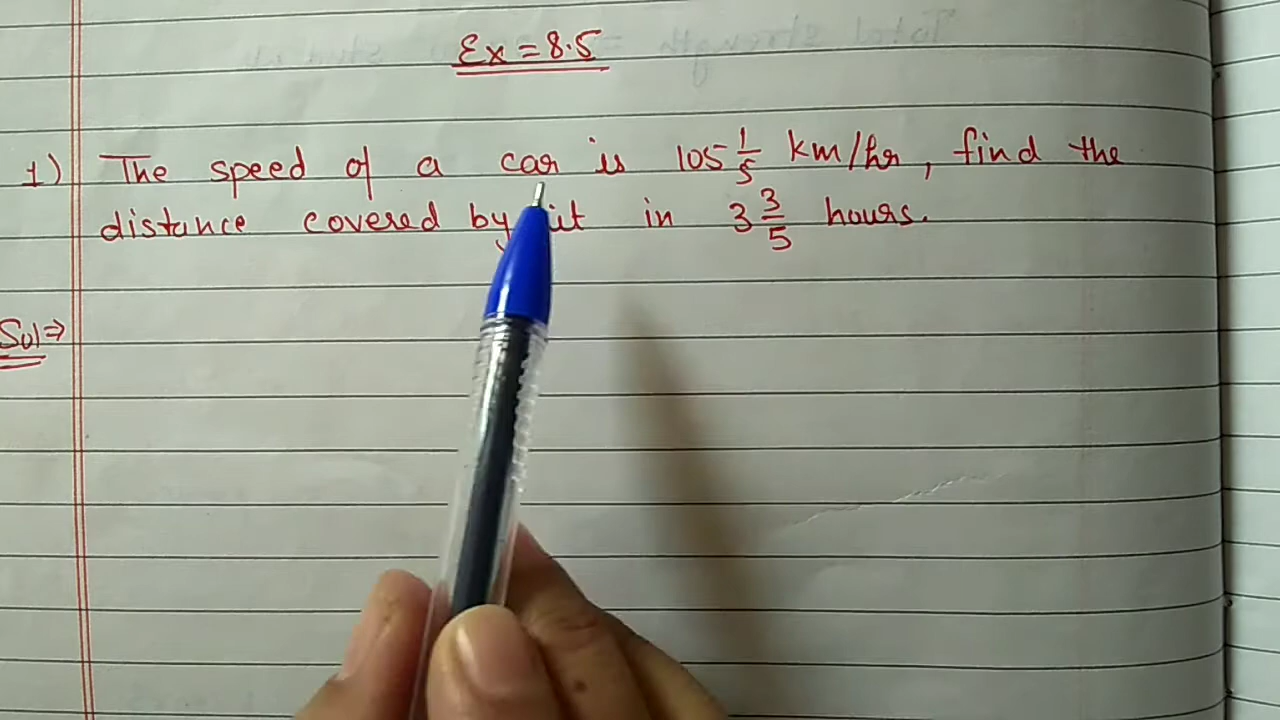 Ex = 8.5
1) The speed of a car is 105 1/5 km/hr, find the
distance covered by it in 3 3/5 hours.
Sol⇒